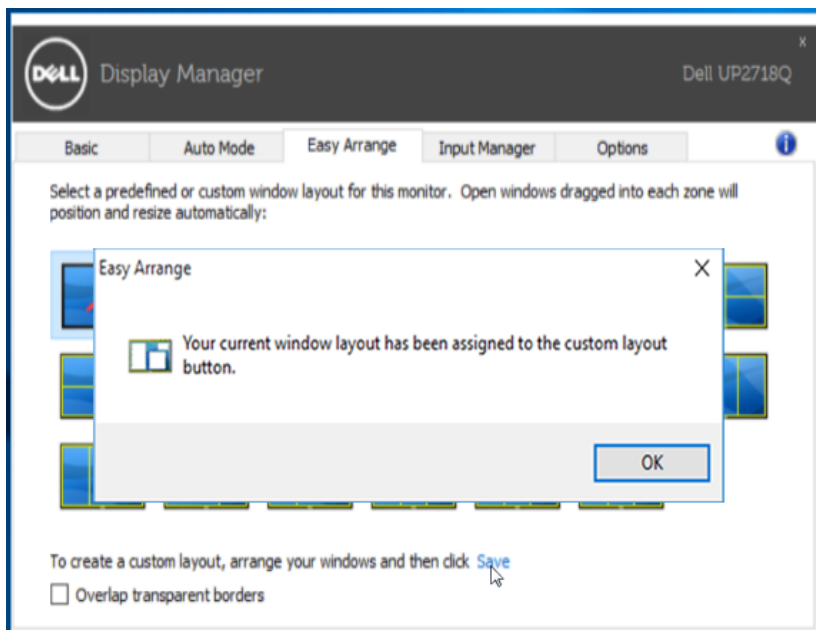 DELL Display Manager
x
Dell UP2718Q
Basic Auto Mode Easy Arrange Input Manager Options i
Select a predefined or custom window layout for this monitor. Open windows dragged into each zone will
position and resize automatically:
Easy Arrange
Your current window layout has been assigned to the custom layout
button.
OK
To create a custom layout, arrange your windows and then click Save
Overlap transparent borders